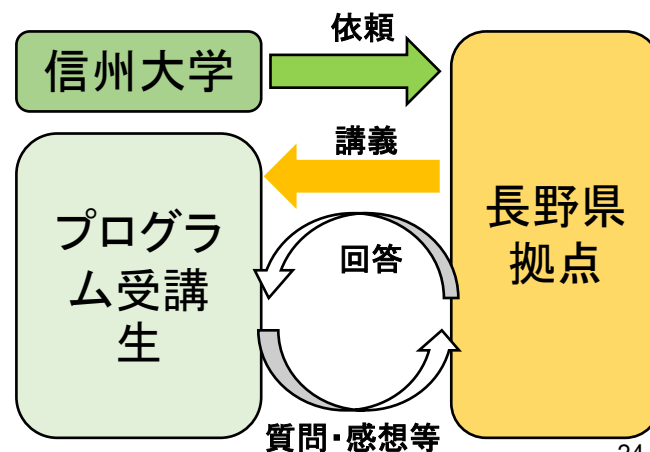 依頼
信州大学
講義
プログラ
ム受講
生
長野県
拠点
回答
質問・感想等